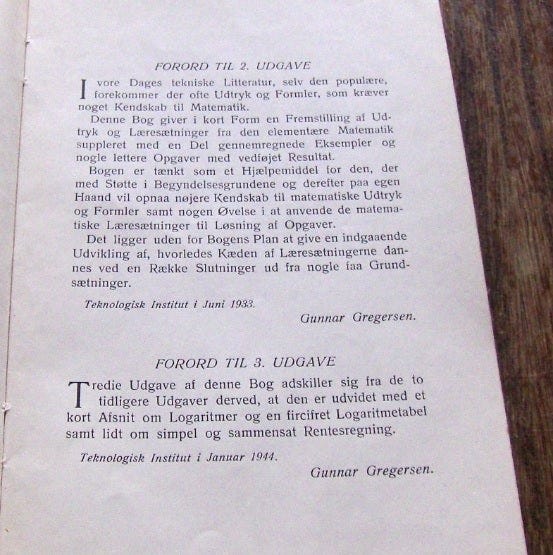 FORORD TIL 2. UDGAVE
I vore Dages tekniske Litteratur, selv den populære,
forekommer der ofte Udtryk og Formler, som kræver
noget Kendskab til Matematik.
Denne Bog giver i kort Form en Fremstilling af Ud-
tryk og Læresætninger fra den elementære Matematik
suppleret med en Del gennemregnede Eksempler og
nogle lettere Opgaver med vedføjet Resultat.
Bogen er tænkt som et Hjælpemiddel for den, der
med Støtte i Begyndelsesgrundene og derefter paa egen
Haand vil opnaa nøjere Kendskab til matematiske Udtryk
og Formler samt nogen Øvelse i at anvende de matema-
tiske Læresætninger til Løsning af Opgaver.
Det ligger uden for Bogens Plan at give en indgaaende
Udvikling af, hvorledes Kæden af Læresætningerne dan-
nes ved en Række Slutninger ud fra nogle faa Grund-
sætninger.
Teknologisk Institut i Juni 1933.
Gunnar Gregersen.
FORORD TIL 3. UDGAVE
Tredie Udgave af denne Bog adskiller sig fra de to
tidligere Udgaver derved, at den er udvidet med et
kort Afsnit om Logaritmer og en fircifret Logaritmetabel
samt lidt om simpel og sammensat Rentesregning.
Teknologisk Institut i Januar 1944.
Gunnar Gregersen.